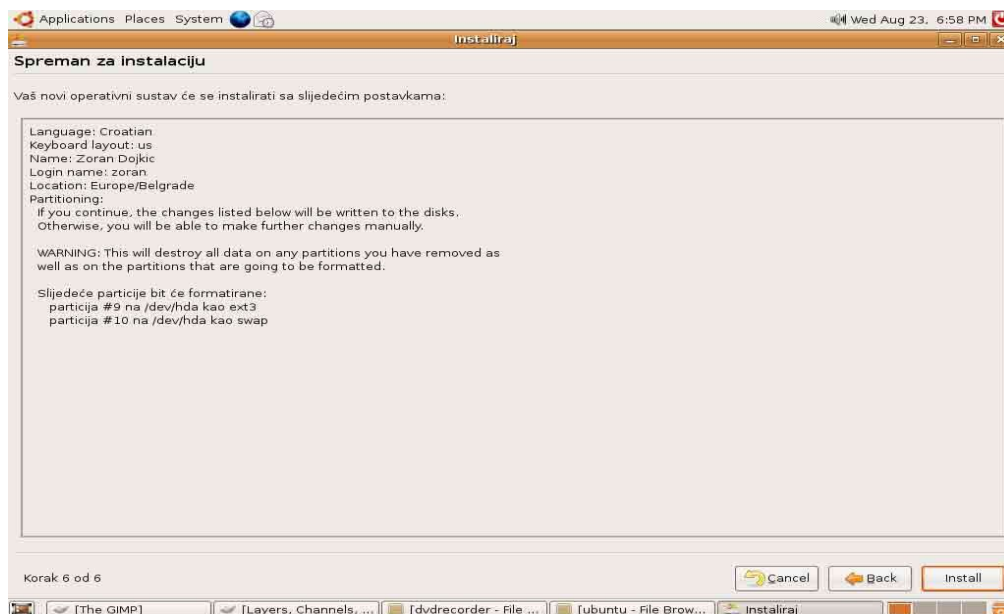 Applications Places System Wed Aug 23, 6:58 PM
Instaliraj
Spreman za instalaciju
Vaš novi operativni sustav će se instalirati sa slijedećim postavkama:
Language: Croatian
Keyboard layout: us
Name: Zoran Dojkic
Login name: zoran
Location: Europe/Belgrade
Partitioning:
If you continue, the changes listed below will be written to the disks.
Otherwise, you will be able to make further changes manually.
WARNING: This will destroy all data on any partitions you have removed as
well as on the partitions that are going to be formatted.
Slijedeće particije bit će formatirane:
particija #9 na /dev/hda kao ext3
particija #10 na /dev/hda kao swap
Korak 6 od 6 Cancel Back Install
[The GIMP] [Layers, Channels, ... [dvdrecorder - File ... [ubuntu - File Brow... Instaliraj